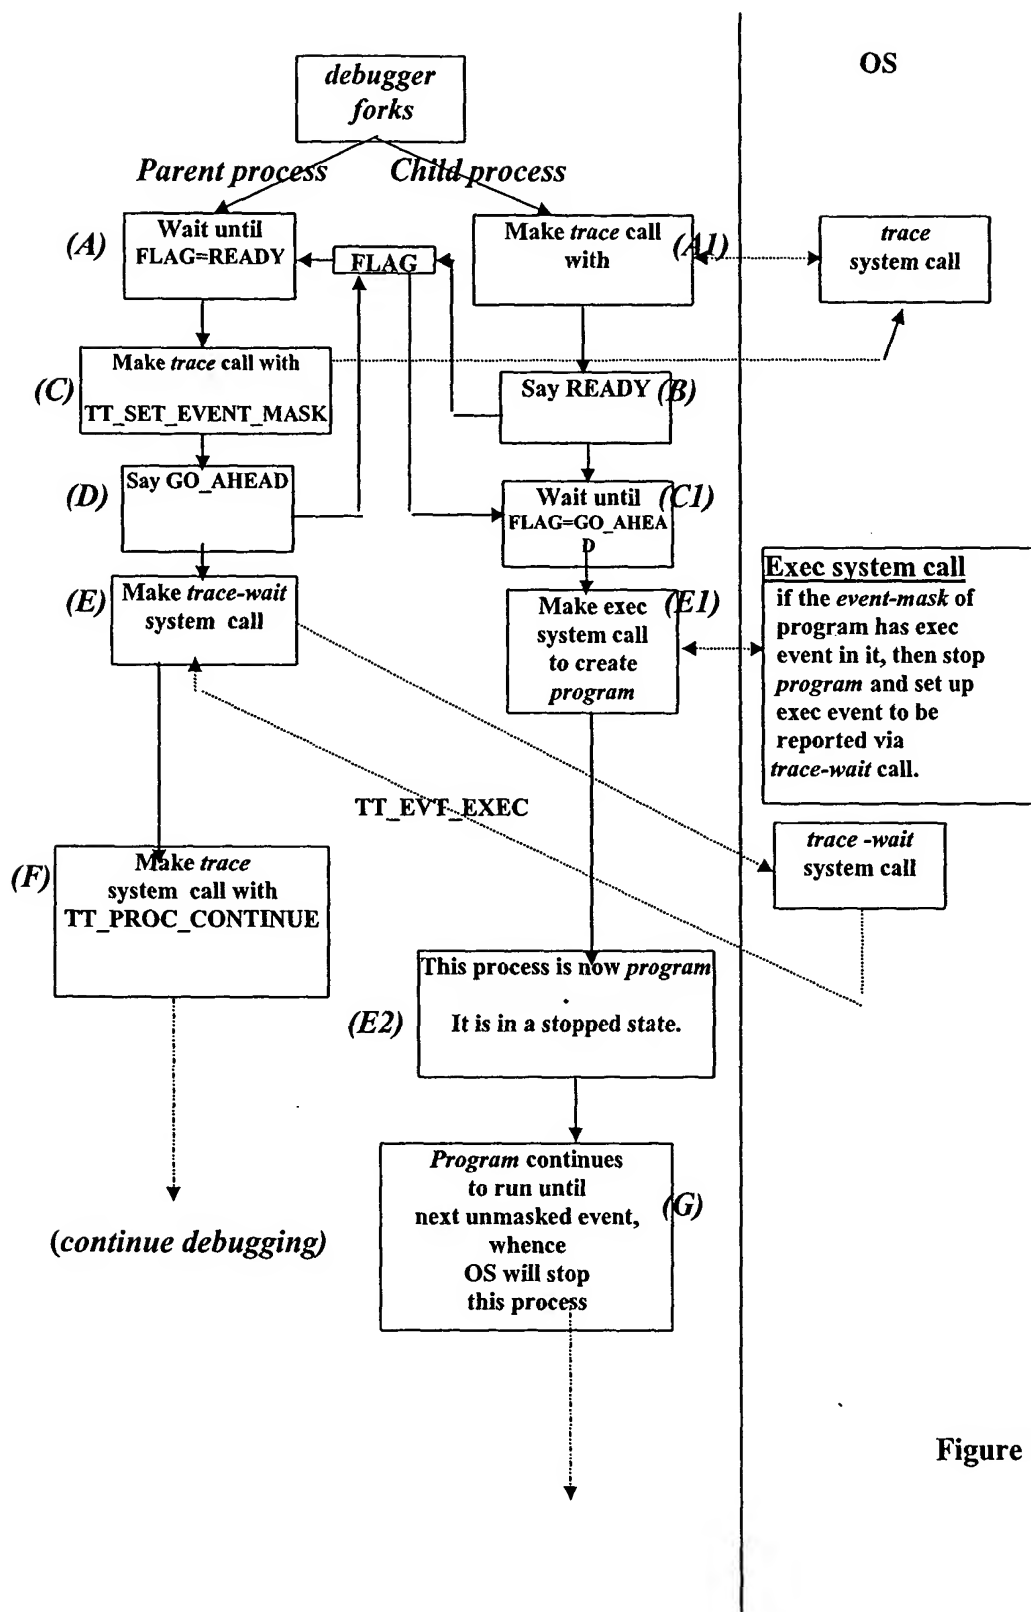 OS
debugger
forks
Parent process
Child process
(A)
Wait until
FLAG=READY
FLAG
Make trace call
with
(A1)
trace
system call
(C)
Make trace call with
TT_SET_EVENT_MASK
Say READY
(B)
(D)
Say GO_AHEAD
Wait until
FLAG=GO_AHEA
D
(C1)
(E)
Make trace-wait
system call
Make exec
system call
to create
program
(E1)
Exec system call
if the event-mask of
program has exec
event in it, then stop
program and set up
exec event to be
reported via
trace-wait call.
TT_EVT_EXEC
trace -wait
system call
(F)
Make trace
system call with
TT_PROC_CONTINUE
This process is now program
.
It is in a stopped state.
(E2)
Program continues
to run until
next unmasked event,
whence
OS will stop
this process
(G)
(continue debugging)
Figure